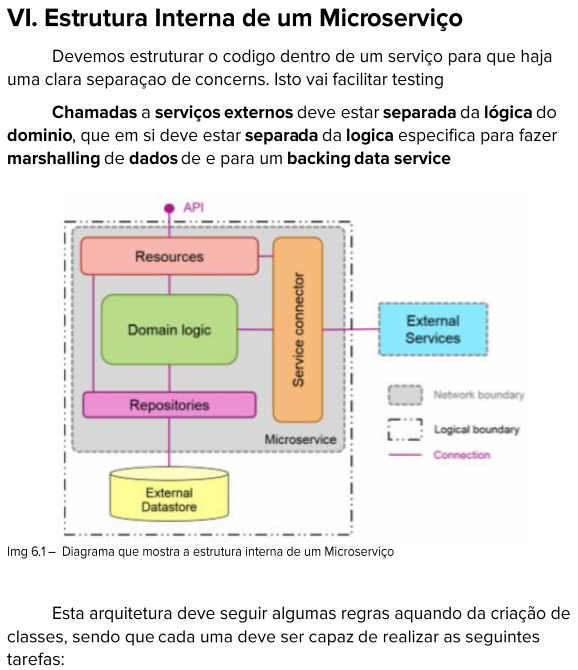 VI. Estrutura Interna de um Microserviço
Devemos estruturar o codigo dentro de um serviço para que haja
uma clara separaçao de concerns. Isto vai facilitar testing
Chamadas a serviços externos deve estar separada da lógica do
dominio, que em si deve estar separada da logica especifica para fazer
marshalling de dados de e para um backing data service
API
Resources
Domain logic
Service connector
External
Services
Repositories
Network boundary
Logical boundary
Microservice
Connection
External
Datastore
Img 6.1 – Diagrama que mostra a estrutura interna de um Microserviço
Esta arquitetura deve seguir algumas regras aquando da criação de
classes, sendo que cada uma deve ser capaz de realizar as seguintes
tarefas: